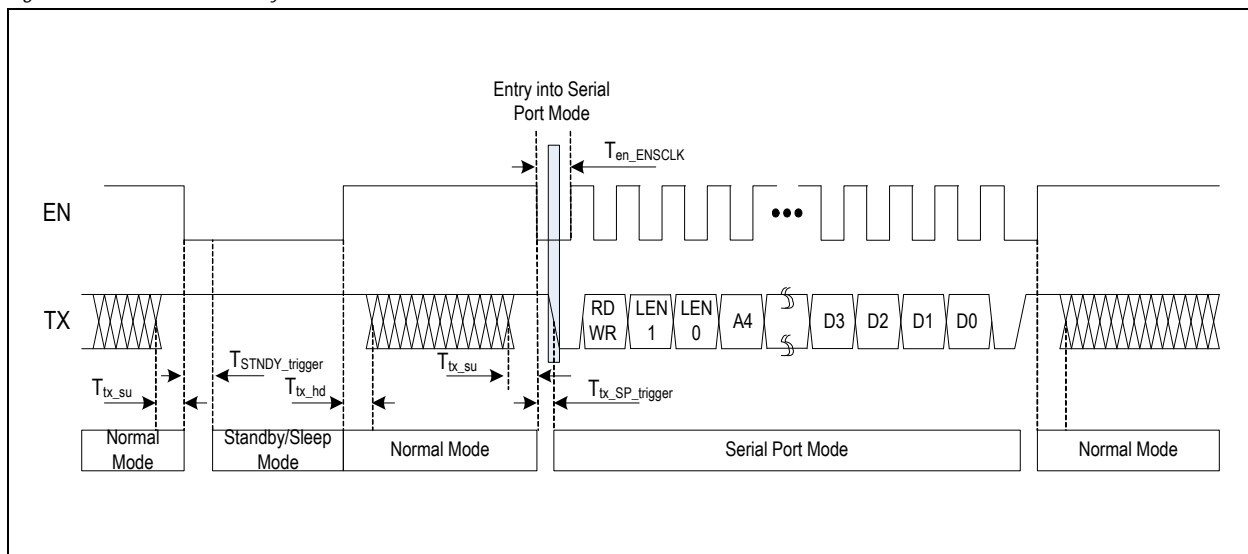 Entry into Serial
Port Mode
Ten_ENSCLK
EN
TX
RD
WR
LEN
1
LEN
0
A4
D3
D2
D1
D0
Ttx_su
TSTNDY_trigger
Ttx_hd
Ttx_su
Ttx_SP_trigger
Normal
Mode
Standby/Sleep
Mode
Normal Mode
Serial Port Mode
Normal Mode